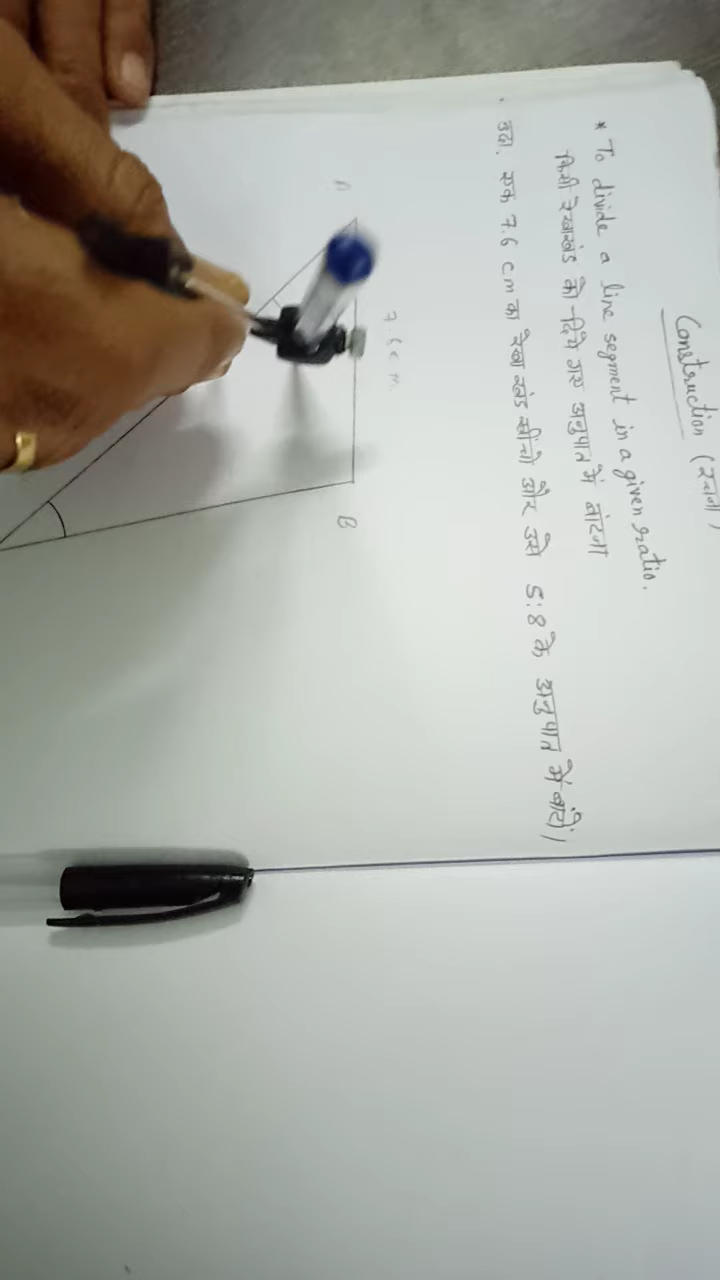 Construction (रचना)
* To divide a line segment in a given ratio.
किसी रेखाखंड को दिये गए अनुपात में बांटना
उदा. एक 7.6 cm का रेखा खंड खींचो और उसे 5:8 के अनुपात में बांटों।
A
7.6 cm
B